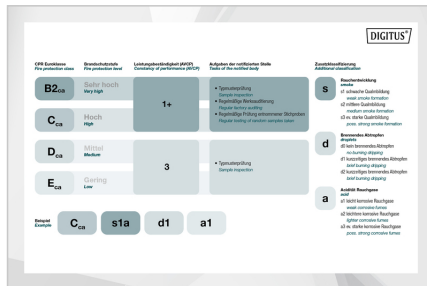 DIGITUS®
CPR Euroklasse
Fire protection class
Brandschutzstufe
Fire protection level
Leistungsbeständigkeit (AVCP)
Constancy of performance (AVCP)
Aufgaben der notifizierten Stelle
Tasks of the notified body
Zusatzklassifizierung
Additional classification
B2ca
Sehr hoch
Very high
Cca
Hoch
High
1+
• Typmusterprüfung
Sample inspection
• Regelmäßige Werksauditierung
Regular factory auditing
• Regelmäßige Prüfung entnommener Stichproben
Regular testing of random samples taken
Dca
Mittel
Medium
Eca
Gering
Low
3
• Typmusterprüfung
Sample inspection
s
Rauchentwicklung
smoke
s1 schwache Qualmbildung
weak smoke formation
s2 mittlere Qualmbildung
medium smoke formation
s3 ev. starke Qualmbildung
poss. strong smoke formation
d
Brennendes Abtropfen
droplets
d0 kein brennendes Abtropfen
no burning dripping
d1 kurzzeitiges brennendes Abtropfen
brief burning dripping
d2 kurzzeitiges brennendes Abtropfen
brief burning dripping
a
Acidität Rauchgase
acid
a1 leicht korrosive Rauchgase
weak corrosive fumes
a2 leichtere korrosive Rauchgase
lighter corrosive fumes
a3 ev. starke korrosive Rauchgase
poss. strong corrosive fumes
Beispiel
Example
Cca
s1a
d1
a1